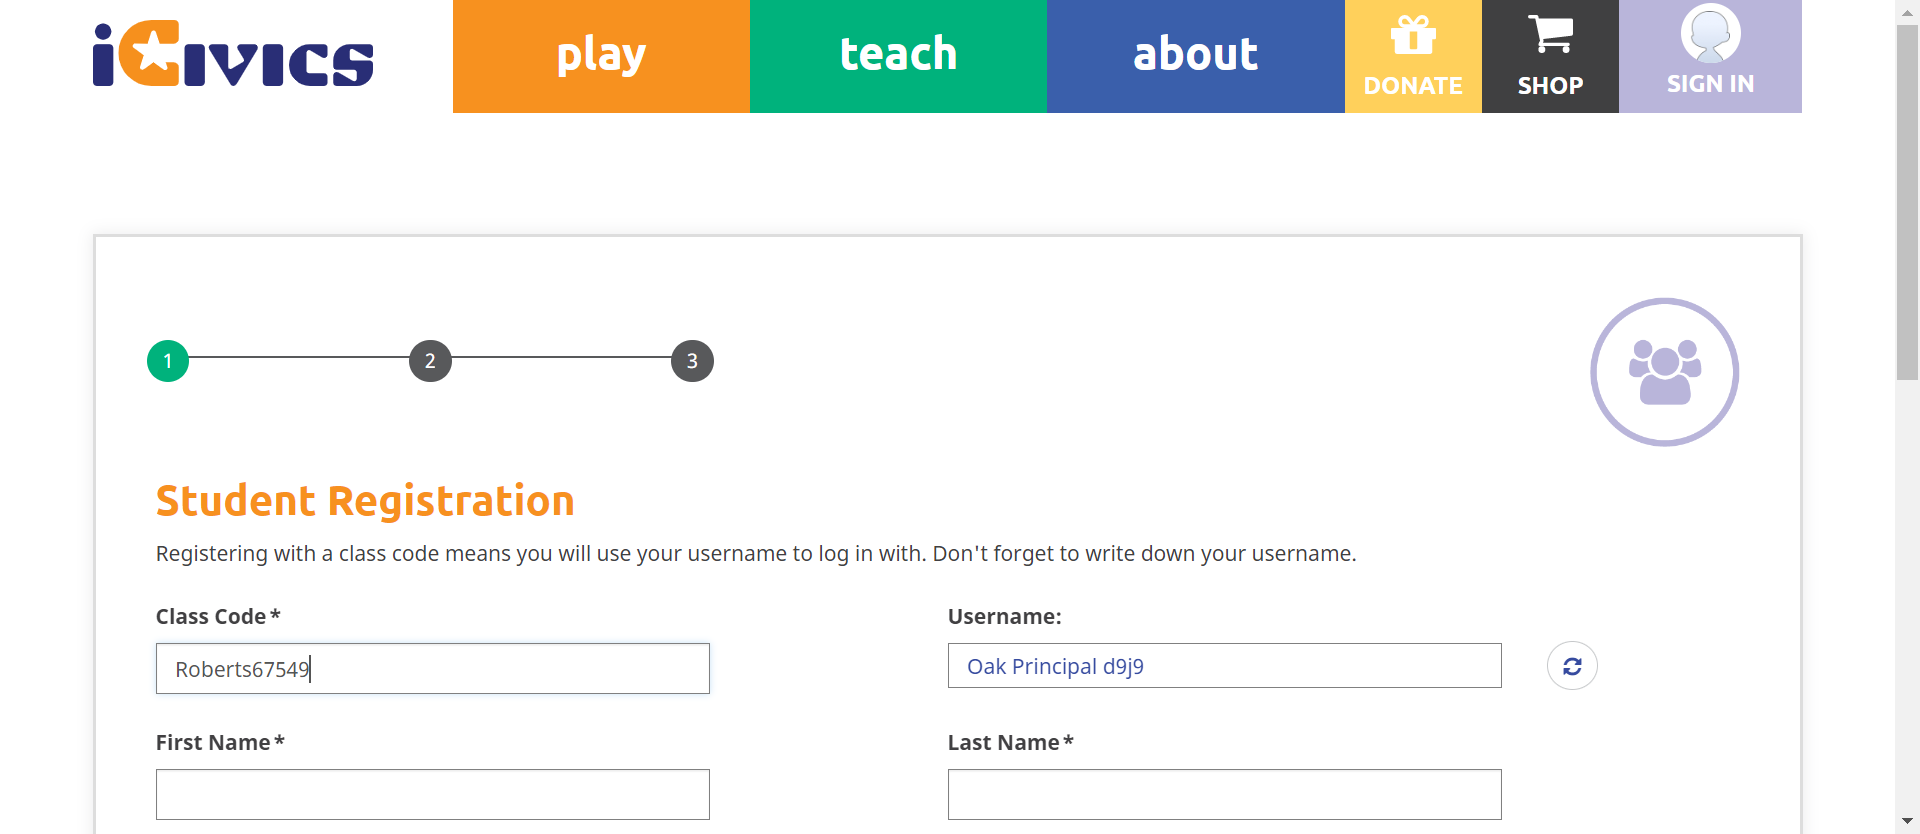 iCivics
play
teach
about
DONATE
SHOP
SIGN IN
1
2
3
Student Registration
Registering with a class code means you will use your username to log in with. Don't forget to write down your username.
Class Code*
Username:
Roberts67549
Oak Principal d9j9
First Name*
Last Name*